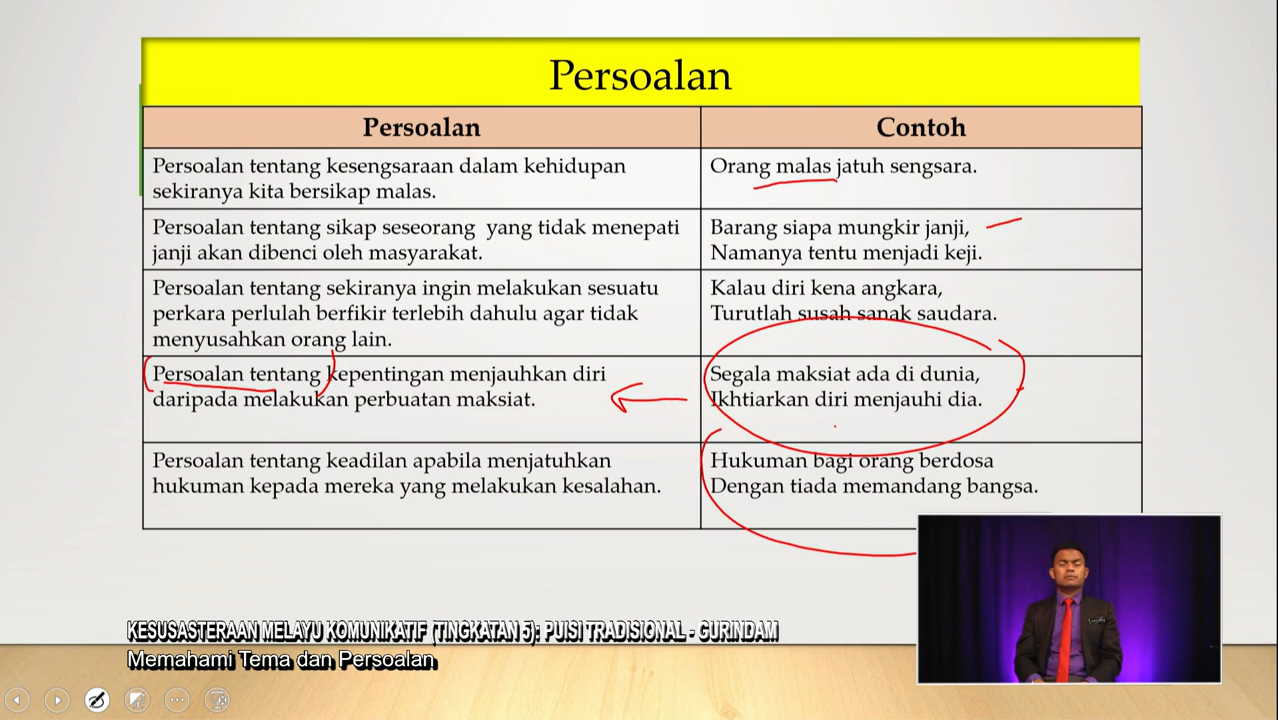 Persoalan
Persoalan
Contoh
Persoalan tentang kesengsaraan dalam kehidupan
sekiranya kita bersikap malas.
Orang malas jatuh sengsara.
Persoalan tentang sikap seseorang yang tidak menepati
janji akan dibenci oleh masyarakat.
Barang siapa mungkir janji,
Namanya tentu menjadi keji.
Persoalan tentang sekiranya ingin melakukan sesuatu
perkara perlulah berfikir terlebih dahulu agar tidak
menyusahkan orang lain.
Kalau diri kena angkara,
Turutlah susah sanak saudara.
Persoalan tentang kepentingan menjauhkan diri
daripada melakukan perbuatan maksiat.
Segala maksiat ada di dunia,
Ikhtiarkan diri menjauhi dia.
Persoalan tentang keadilan apabila menjatuhkan
hukuman kepada mereka yang melakukan kesalahan.
Hukuman bagi orang berdosa
Dengan tiada memandang bangsa.
KESUSASTERAAN MELAYU KOMUNIKATIF (TINGKATAN 5): PUISI TRADISIONAL - GURINDAM
Memahami Tema dan Persoalan